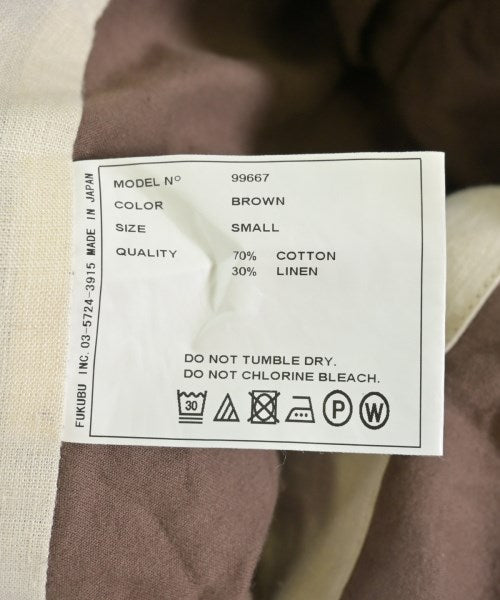 MODEL Nº 99667
COLOR BROWN
SIZE SMALL
QUALITY 70% COTTON
30% LINEN
DO NOT TUMBLE DRY.
DO NOT CHLORINE BLEACH.
30 P W
FUKUBU INC. 03-5724-3915 MADE IN JAPAN